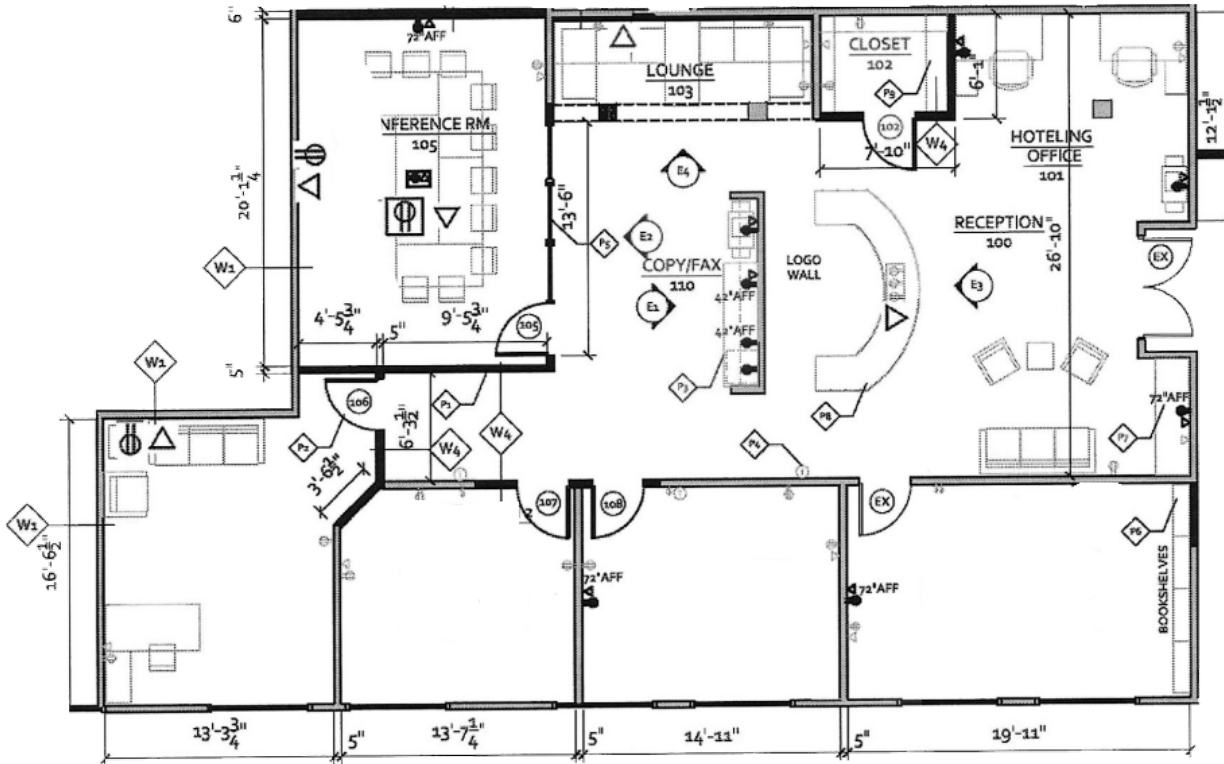 6"
72"AFF
CLOSET
102
LOUNGE
103
P9
6'-1"
12'-1½"
102
7'-10"
W4
HOTELING
OFFICE
101
NFERENCE RM
105
20'-1¼"
13'-6"
E4
P5
E2
RECEPTION
100
26'-10"
W1
COPY/FAX
110
LOGO
WALL
EX
E3
42"AFF
E1
4'-5¾"
9'-5¾"
5"
105
42"AFF
5"
W1
P1
P3
P8
72"AFF
106
P2
6'-3½"
W4
W4
P4
P7
3'-6½"
107
2
108
EX
W1
16'-6½"
P6
72"AFF
72"AFF
BOOKSHELVES
13'-3¾"
5"
13'-7¼"
5"
14'-11"
5"
19'-11"